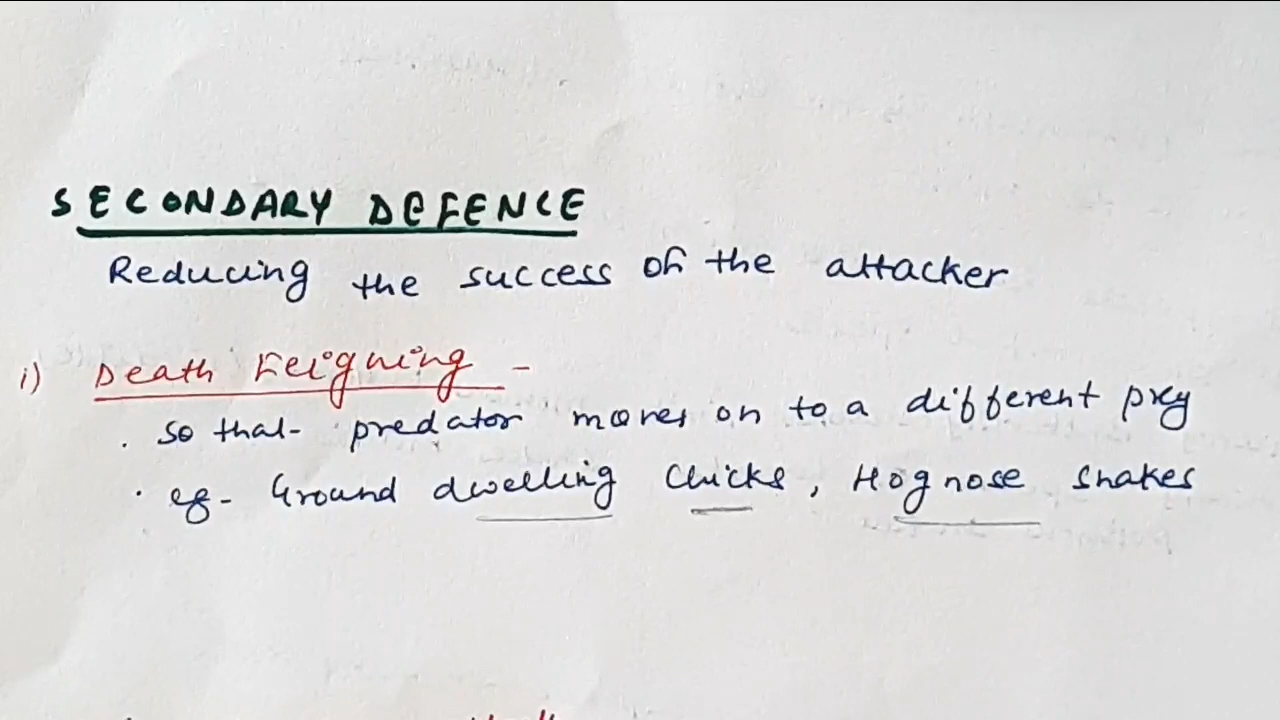 SECONDARY DEFENCE
Reducing the success of the attacker
i) Death Feigning -
. so that - predator moves on to a different prey
. eg - Ground dwelling Chicks, Hognose snakes